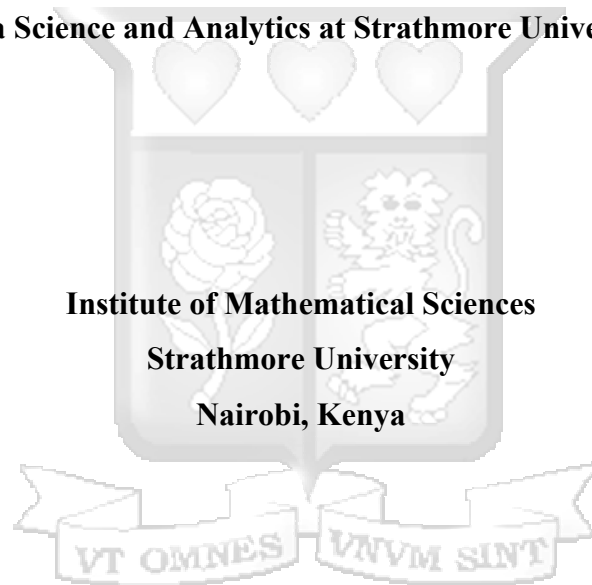 a Science and Analytics at Strathmore Unive
Institute of Mathematical Sciences
Strathmore University
Nairobi, Kenya
VT OMNES VNVM SINT